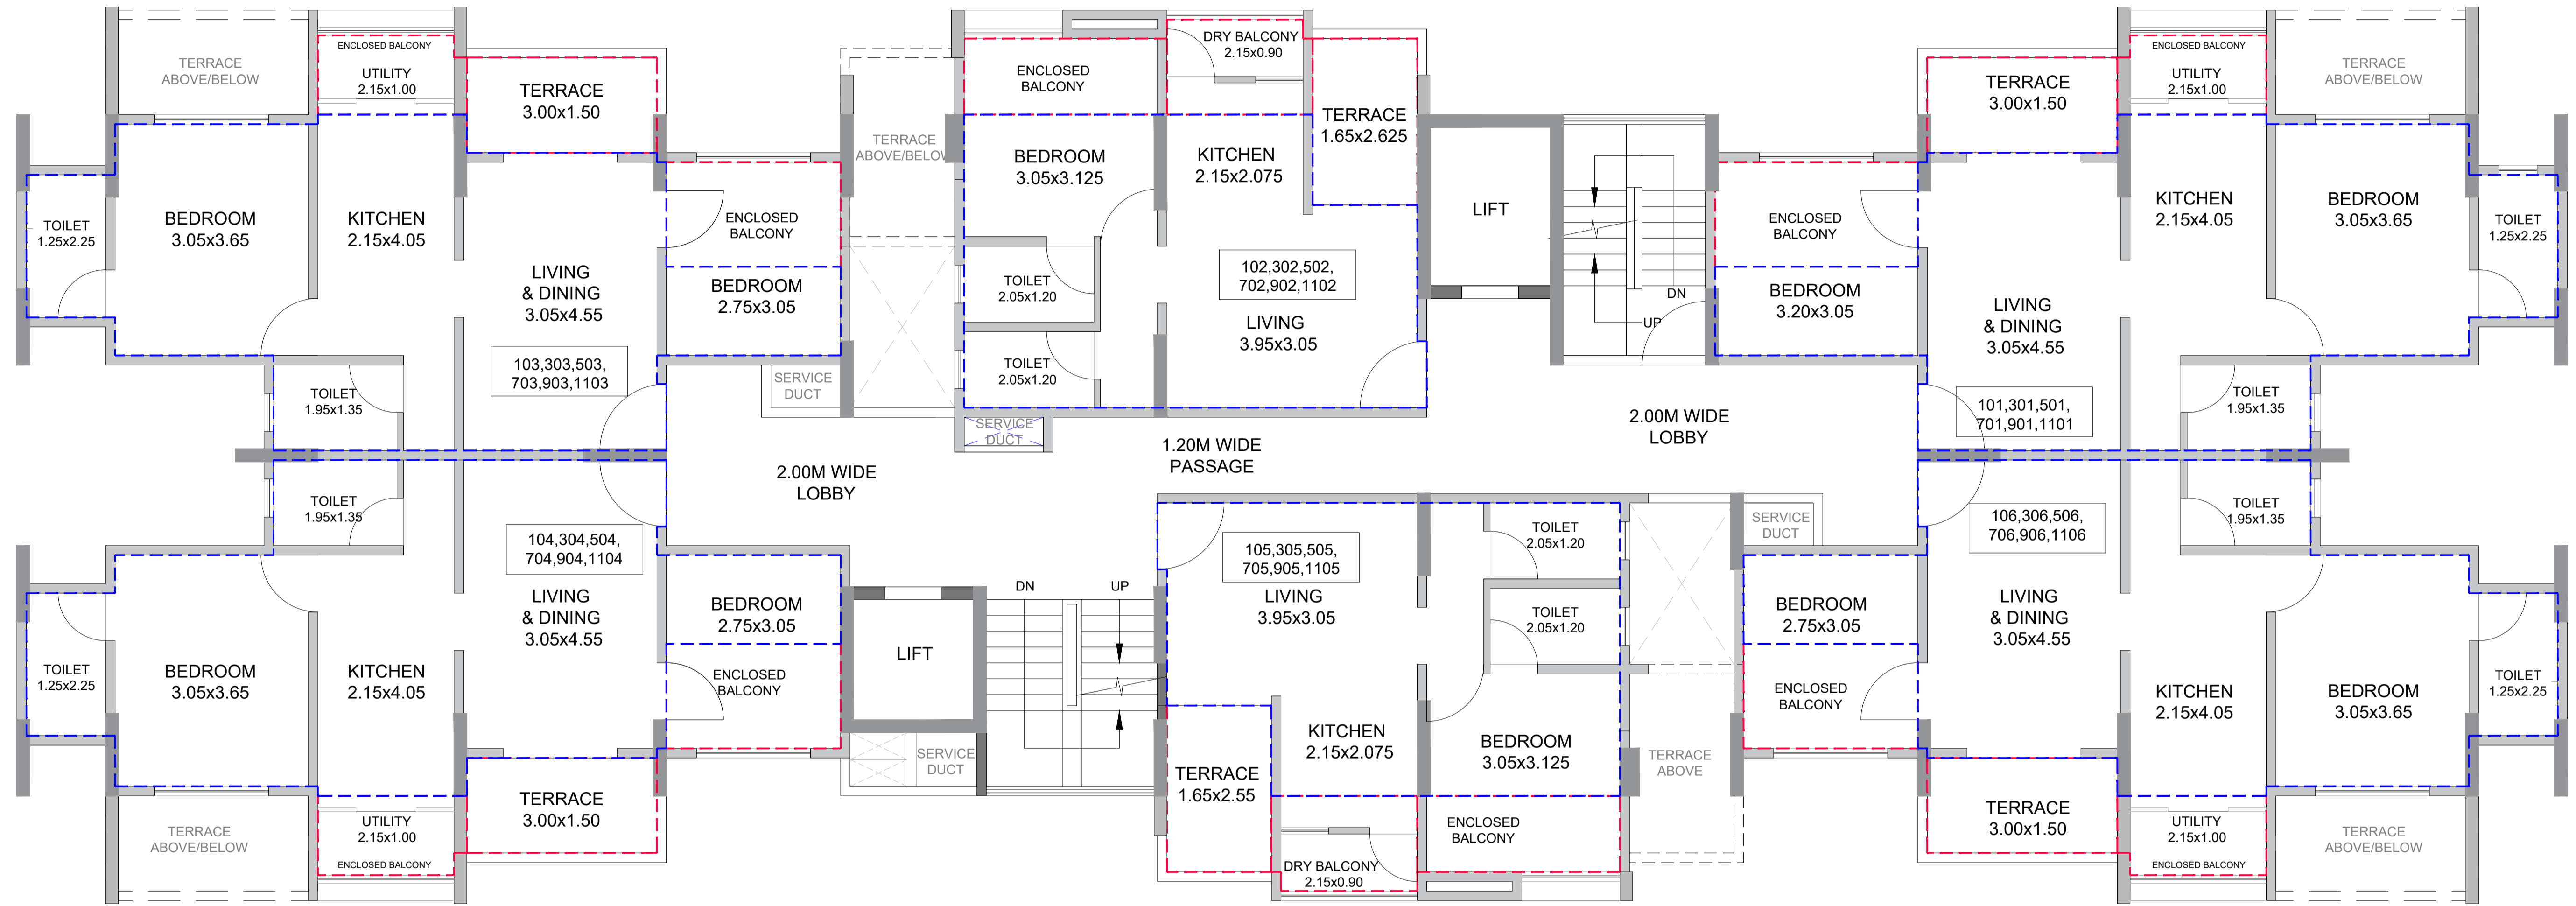 ENCLOSED BALCONY
UTILITY
2.15x1.00
TERRACE
ABOVE/BELOW
TERRACE
3.00x1.50
TOILET
1.25x2.25
BEDROOM
3.05x3.65
KITCHEN
2.15x4.05
LIVING
& DINING
3.05x4.55
ENCLOSED
BALCONY
BEDROOM
2.75x3.05
103,303,503,
703,903,1103
TOILET
1.95x1.35
SERVICE
DUCT
TERRACE
ABOVE/BELOW
ENCLOSED
BALCONY
DRY BALCONY
2.15x0.90
TERRACE
1.65x2.625
BEDROOM
3.05x3.125
KITCHEN
2.15x2.075
TOILET
2.05x1.20
TOILET
2.05x1.20
102,302,502,
702,902,1102
LIVING
3.95x3.05
SERVICE
DUCT
LIFT
DN
UP
ENCLOSED BALCONY
UTILITY
2.15x1.00
TERRACE
ABOVE/BELOW
TERRACE
3.00x1.50
ENCLOSED
BALCONY
BEDROOM
3.20x3.05
LIVING
& DINING
3.05x4.55
KITCHEN
2.15x4.05
BEDROOM
3.05x3.65
TOILET
1.25x2.25
101,301,501,
701,901,1101
TOILET
1.95x1.35
2.00M WIDE
LOBBY
1.20M WIDE
PASSAGE
2.00M WIDE
LOBBY
TOILET
1.95x1.35
104,304,504,
704,904,1104
LIVING
& DINING
3.05x4.55
BEDROOM
2.75x3.05
ENCLOSED
BALCONY
TOILET
1.25x2.25
BEDROOM
3.05x3.65
KITCHEN
2.15x4.05
TERRACE
3.00x1.50
TERRACE
ABOVE/BELOW
UTILITY
2.15x1.00
ENCLOSED BALCONY
LIFT
DN
UP
SERVICE
DUCT
105,305,505,
705,905,1105
LIVING
3.95x3.05
TOILET
2.05x1.20
TOILET
2.05x1.20
KITCHEN
2.15x2.075
BEDROOM
3.05x3.125
TERRACE
1.65x2.55
ENCLOSED
BALCONY
DRY BALCONY
2.15x0.90
TERRACE
ABOVE
SERVICE
DUCT
106,306,506,
706,906,1106
TOILET
1.95x1.35
BEDROOM
2.75x3.05
LIVING
& DINING
3.05x4.55
ENCLOSED
BALCONY
KITCHEN
2.15x4.05
BEDROOM
3.05x3.65
TOILET
1.25x2.25
TERRACE
3.00x1.50
UTILITY
2.15x1.00
ENCLOSED BALCONY
TERRACE
ABOVE/BELOW